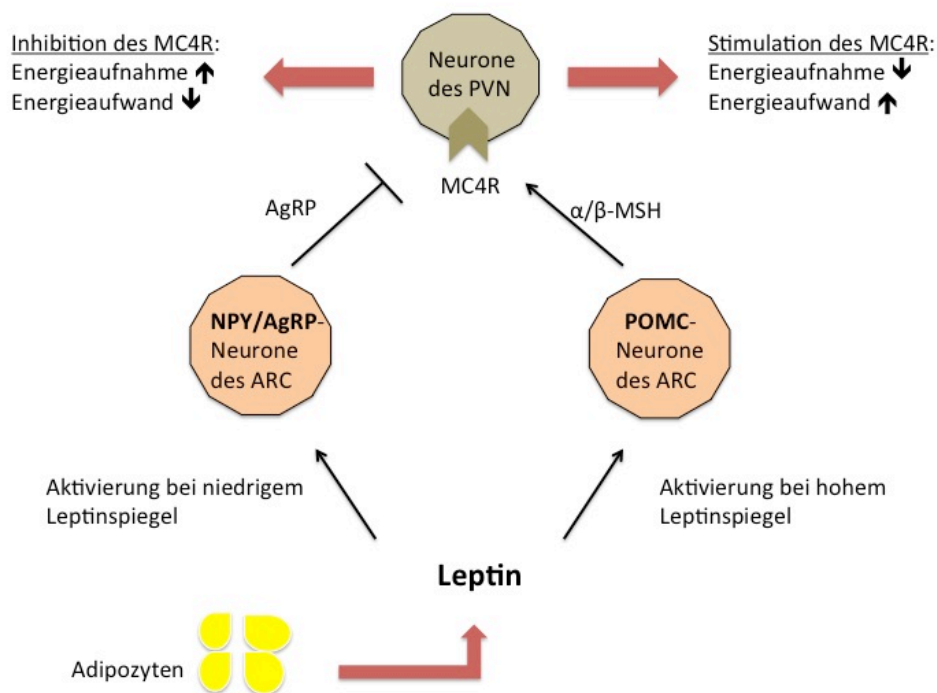 Inhibition des MC4R:
Energieaufnahme ↑
Energieaufwand ↓
Neurone
des PVN
Stimulation des MC4R:
Energieaufnahme ↓
Energieaufwand ↑
MC4R
AgRP
α/β-MSH
NPY/AgRP-
Neurone
des ARC
POMC-
Neurone
des ARC
Aktivierung bei niedrigem
Leptinspiegel
Aktivierung bei hohem
Leptinspiegel
Leptin
Adipozyten